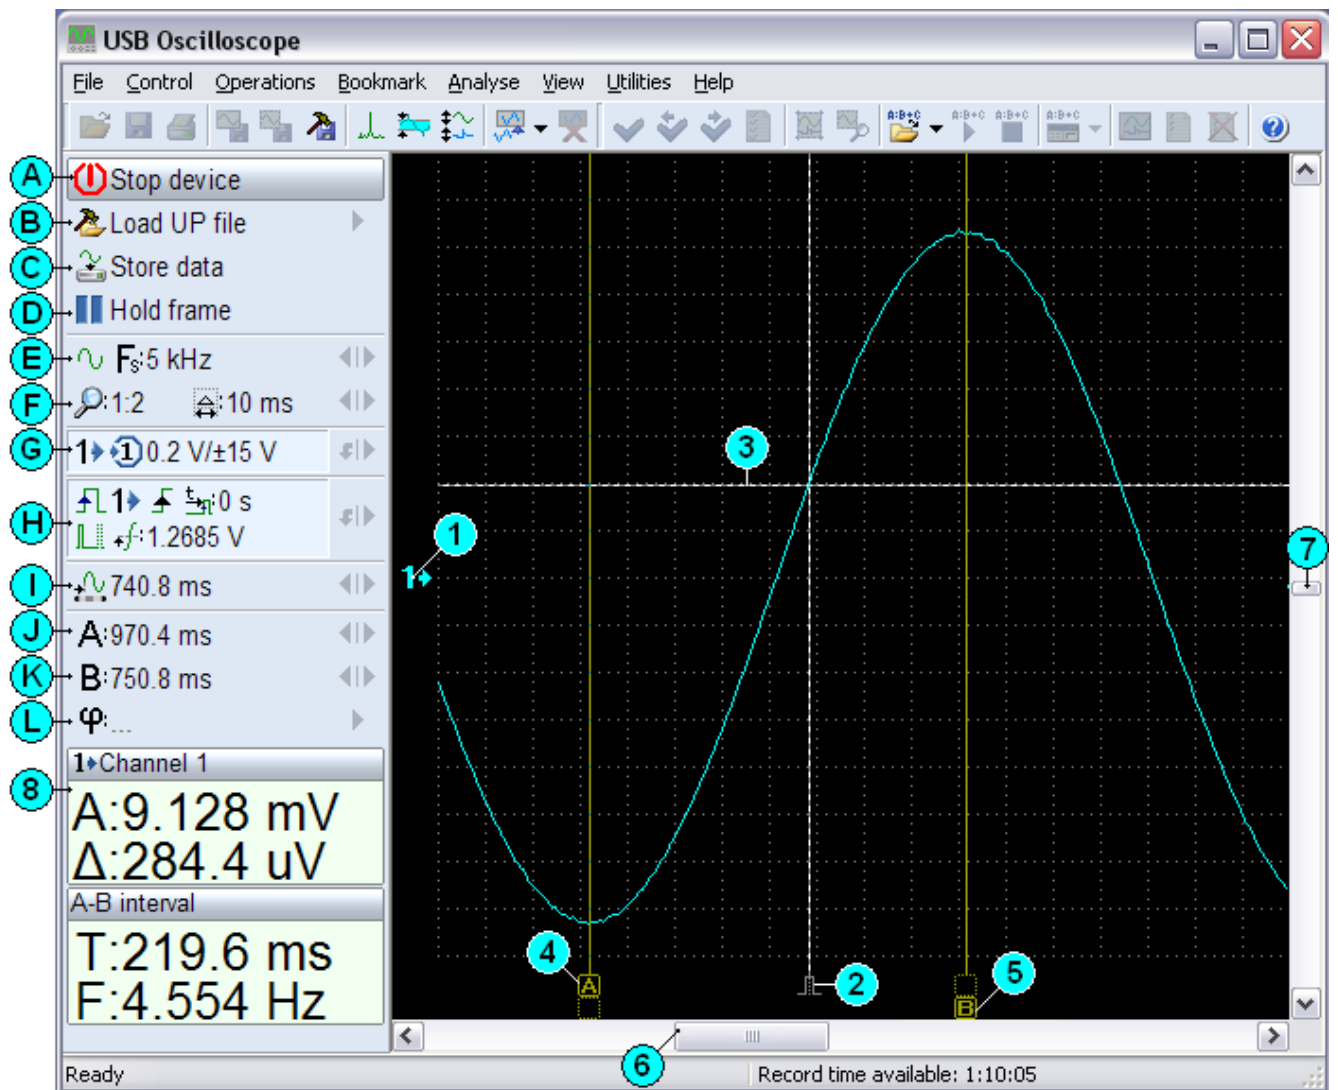 USB Oscilloscope
File Control Operations Bookmark Analyse View Utilities Help
A:B+C A:B+C A:B+C A:B+C
A Stop device
B Load UP file
C Store data
D Hold frame
E Fs:5 kHz
F :1:2 :10 ms
G 1 1 0.2 V/±15 V
H 1 t :0 s
f:1.2685 V
I 740.8 ms
J A:970.4 ms
K B:750.8 ms
L φ:...
1 Channel 1
8 A:9.128 mV
Δ:284.4 uV
A-B interval
T:219.6 ms
F:4.554 Hz
3
1
1
7
4
A
2
5
B
6
Ready
Record time available: 1:10:05